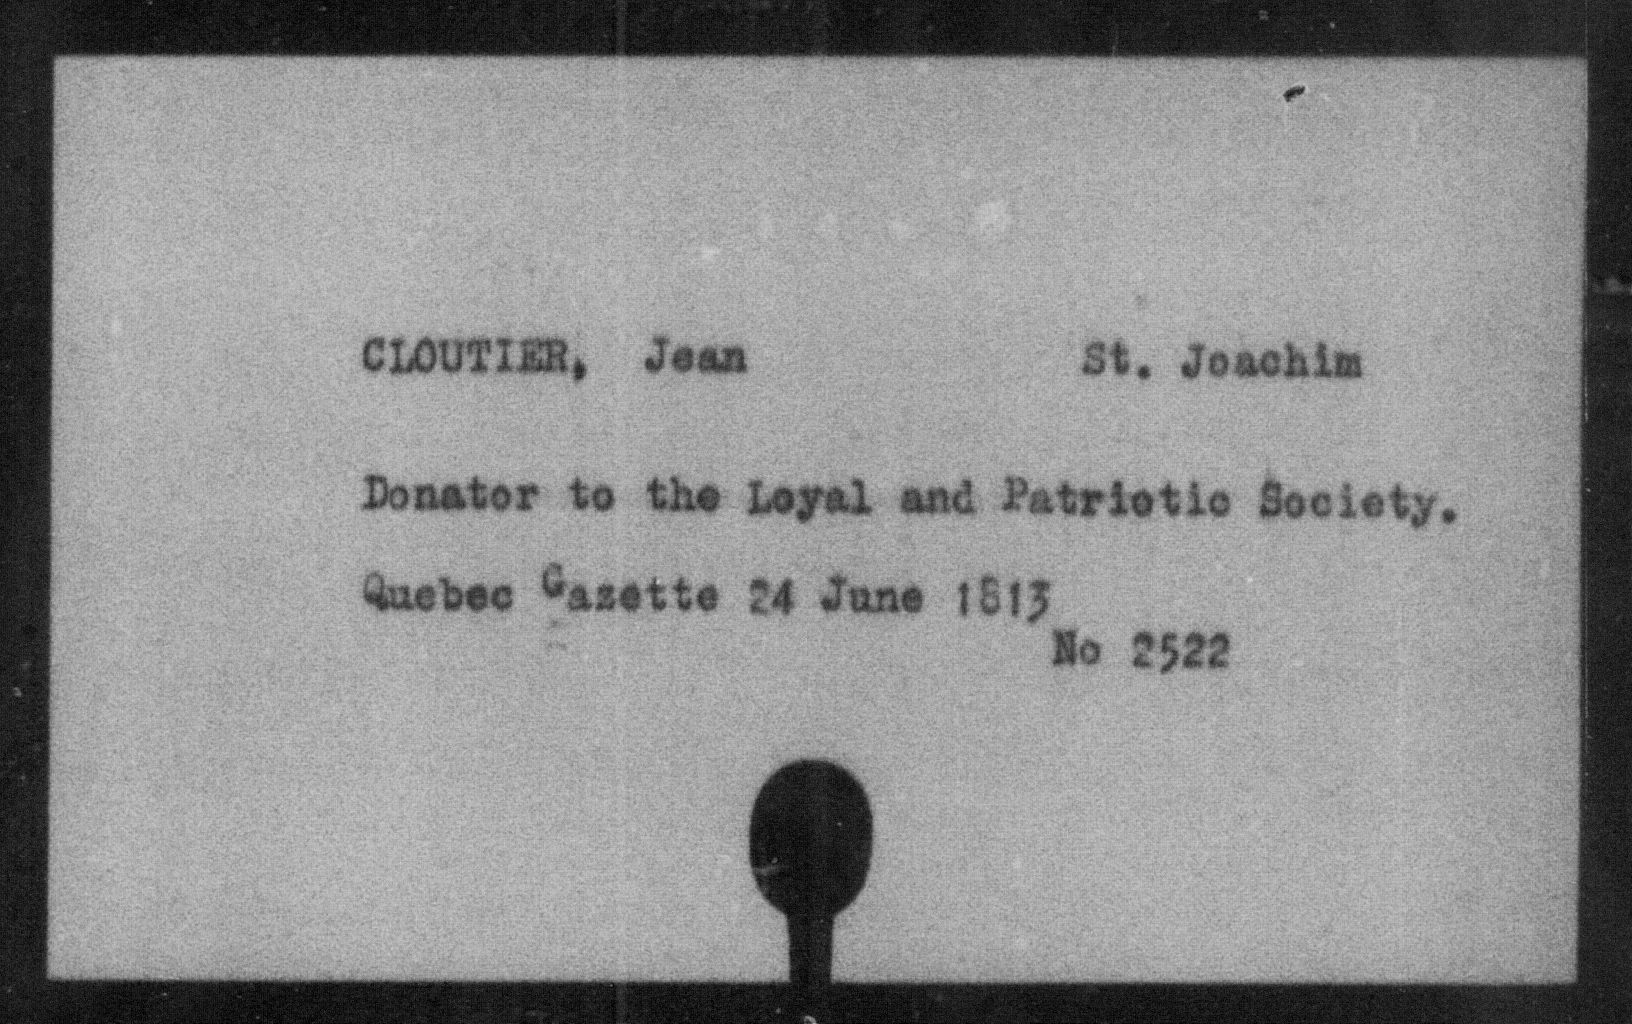 CLOUTIER, Jean St. Joachim
Donator to the Loyal and Patriotic Society.
Quebec Gazette 24 June 1813
No 2522